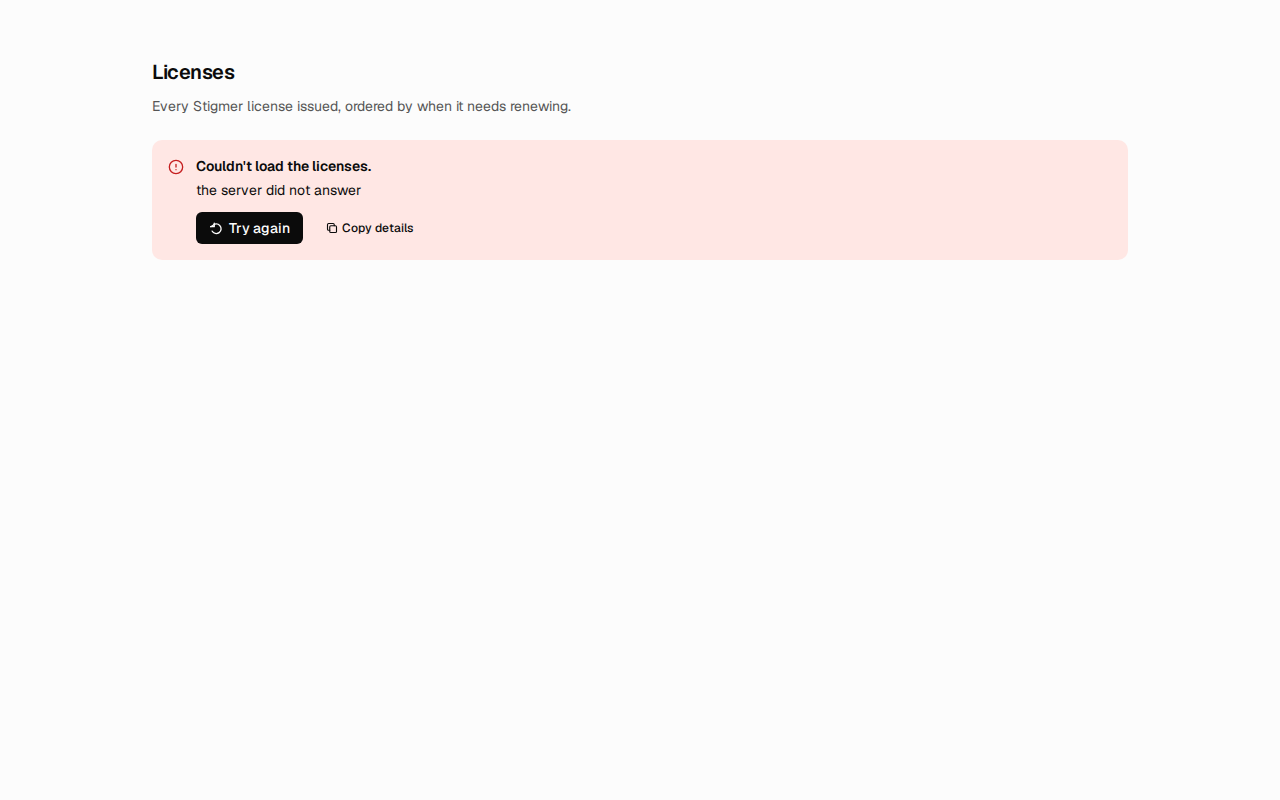 Licenses
Every Stigmer license issued, ordered by when it needs renewing.
Couldn't load the licenses.
the server did not answer
Try again
Copy details